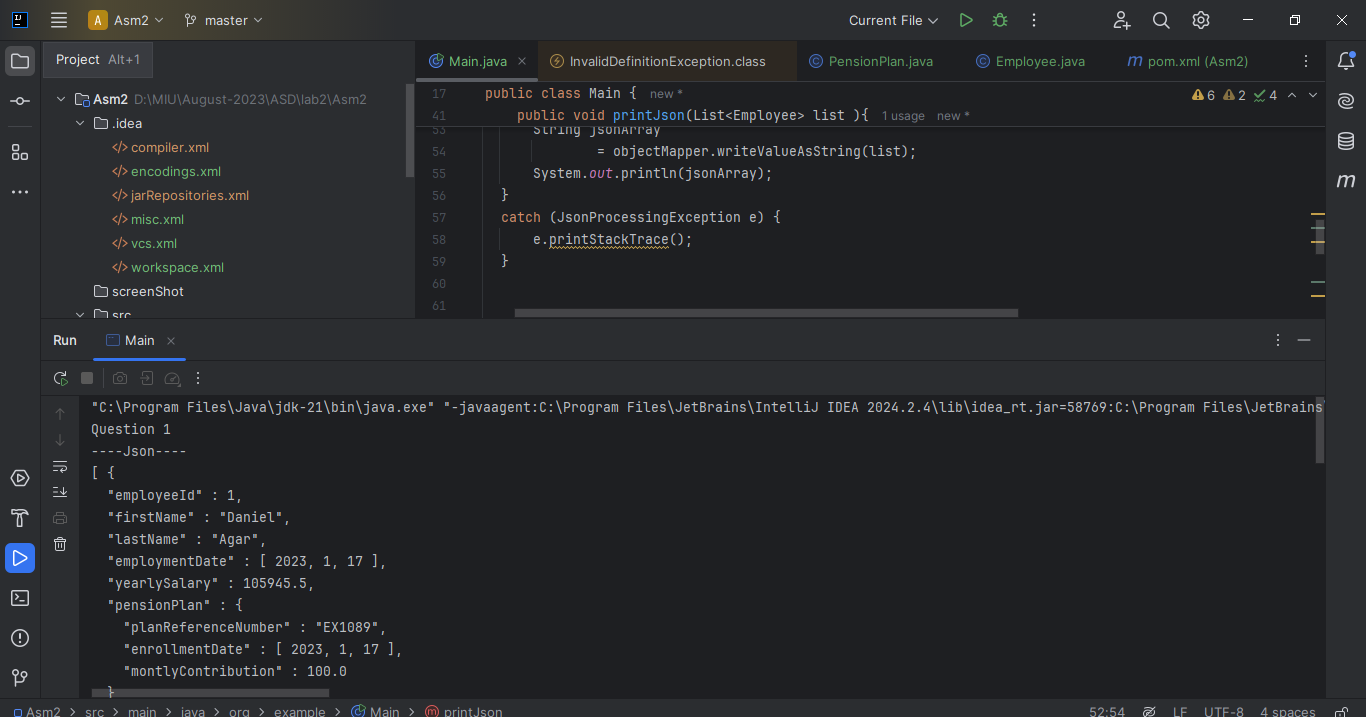 A Asm2 master Current File
Project Alt+1
Main.java InvalidDefinitionException.class PensionPlan.java Employee.java m pom.xml (Asm2)
Asm2 D:\MIU\August-2023\ASD\lab2\Asm2
.idea
compiler.xml
encodings.xml
jarRepositories.xml
misc.xml
vcs.xml
workspace.xml
screenShot
src
6 2 4
17 public class Main { new *
41 public void printJson(List<Employee> list ){ 1 usage new *
53 String jsonArray
54 = objectMapper.writeValueAsString(list);
55 System.out.println(jsonArray);
56 }
57 catch (JsonProcessingException e) {
58 e.printStackTrace();
59 }
60
61
Run Main
"C:\Program Files\Java\jdk-21\bin\java.exe" "-javaagent:C:\Program Files\JetBrains\IntelliJ IDEA 2024.2.4\lib\idea_rt.jar=58769:C:\Program Files\JetBrains
Question 1
----Json----
[ {
"employeeId" : 1,
"firstName" : "Daniel",
"lastName" : "Agar",
"employmentDate" : [ 2023, 1, 17 ],
"yearlySalary" : 105945.5,
"pensionPlan" : {
"planReferenceNumber" : "EX1089",
"enrollmentDate" : [ 2023, 1, 17 ],
"montlyContribution" : 100.0
}
Asm2 > src > main > java > org > example > Main > printJson 52:54 LF UTF-8 4 spaces